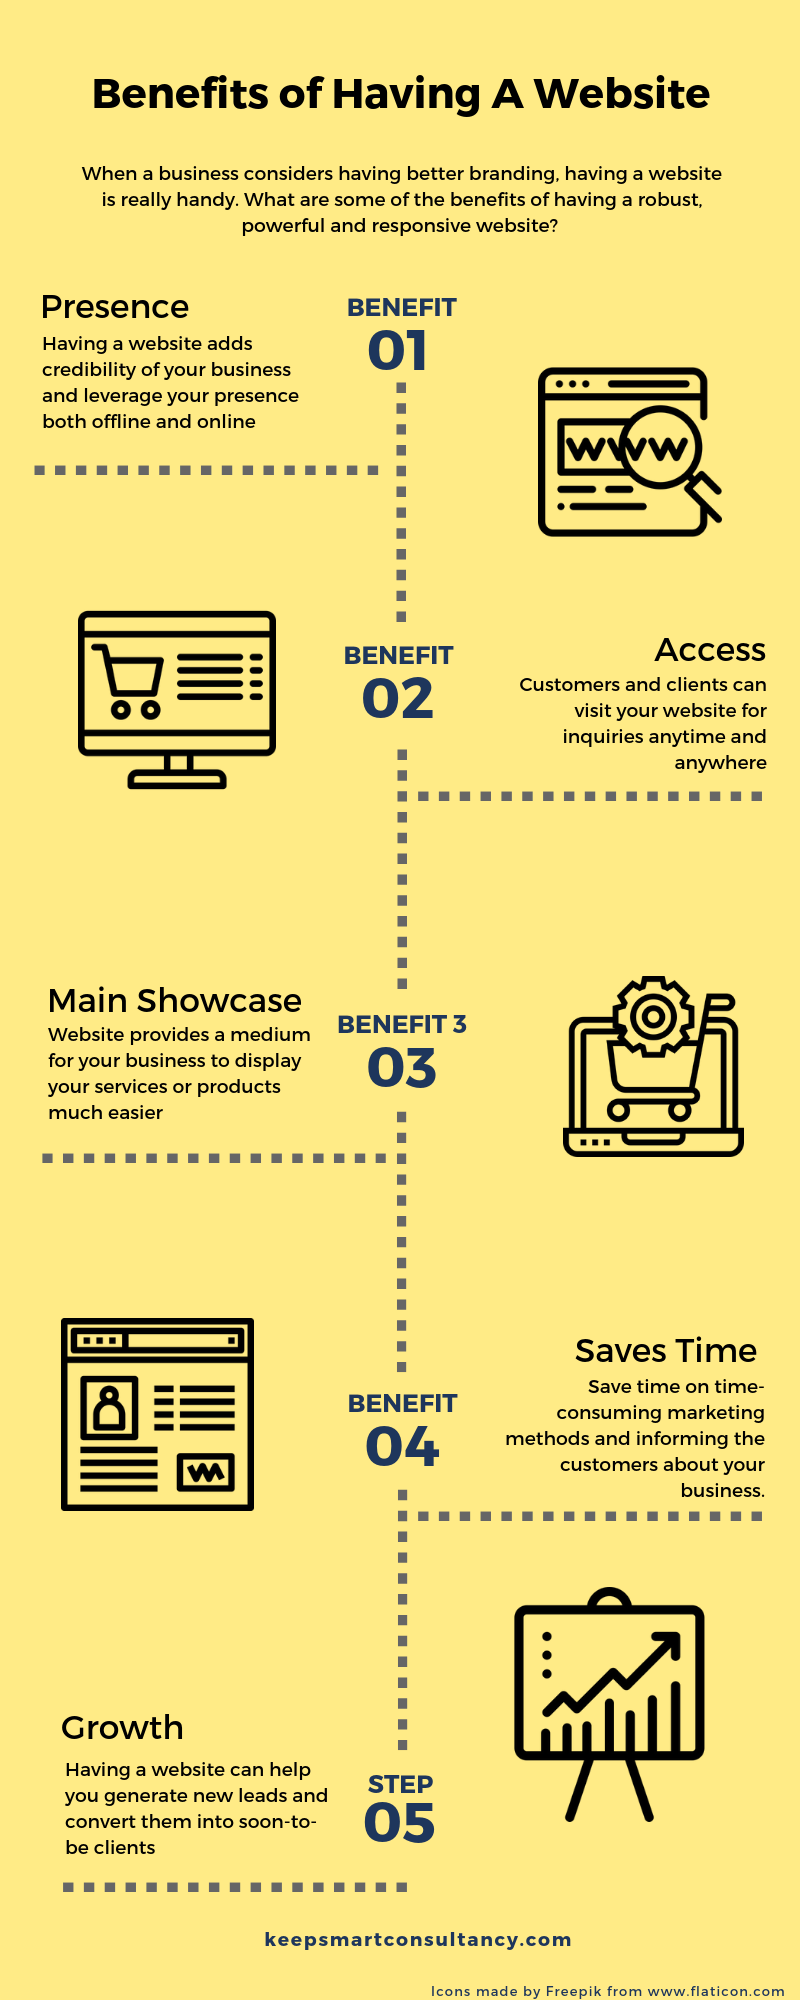 Benefits of Having A Website
When a business considers having better branding, having a website
is really handy. What are some of the benefits of having a robust,
powerful and responsive website?
Presence
Having a website adds
credibility of your business
and leverage your presence
both offline and online
BENEFIT
01
WWW
BENEFIT
02
Access
Customers and clients can
visit your website for
inquiries anytime and
anywhere
Main Showcase
Website provides a medium
for your business to display
your services or products
much easier
BENEFIT 3
03
BENEFIT
04
Saves Time
Save time on time-
consuming marketing
methods and informing the
customers about your
business.
Growth
Having a website can help
you generate new leads and
convert them into soon-to-
be clients
STEP
05
keepsmartconsultancy.com
Icons made by Freepik from www.flaticon.com